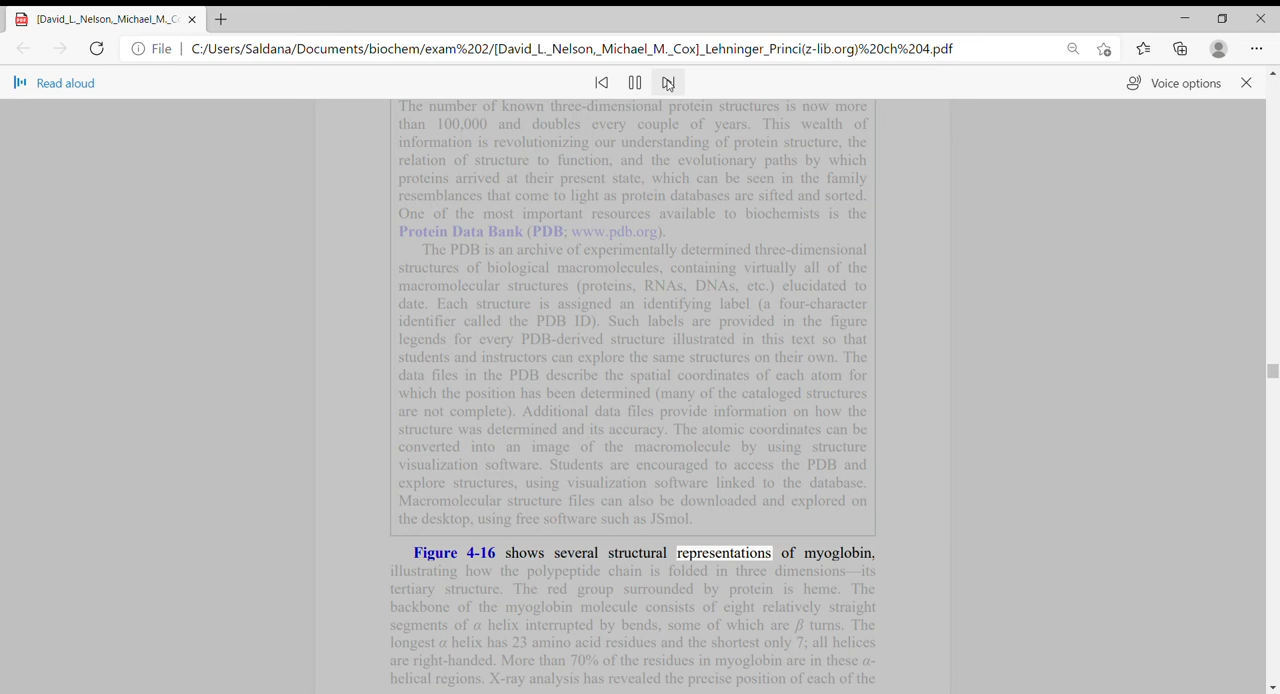 [David_L._Nelson,_Michael_M._C
File | C:/Users/Saldana/Documents/biochem/exam%202/[David_L._Nelson,_Michael_M._Cox]_Lehninger_Princi(z-lib.org)%20ch%204.pdf
Read aloud
Voice options
The number of known three-dimensional protein structures is now more
than 100,000 and doubles every couple of years. This wealth of
information is revolutionizing our understanding of protein structure, the
relation of structure to function, and the evolutionary paths by which
proteins arrived at their present state, which can be seen in the family
resemblances that come to light as protein databases are sifted and sorted.
One of the most important resources available to biochemists is the
Protein Data Bank (PDB; www.pdb.org).
The PDB is an archive of experimentally determined three-dimensional
structures of biological macromolecules, containing virtually all of the
macromolecular structures (proteins, RNAs, DNAs, etc.) elucidated to
date. Each structure is assigned an identifying label (a four-character
identifier called the PDB ID). Such labels are provided in the figure
legends for every PDB-derived structure illustrated in this text so that
students and instructors can explore the same structures on their own. The
data files in the PDB describe the spatial coordinates of each atom for
which the position has been determined (many of the cataloged structures
are not complete). Additional data files provide information on how the
structure was determined and its accuracy. The atomic coordinates can be
converted into an image of the macromolecule by using structure
visualization software. Students are encouraged to access the PDB and
explore structures, using visualization software linked to the database.
Macromolecular structure files can also be downloaded and explored on
the desktop, using free software such as JSmol.
Figure 4-16 shows several structural representations of myoglobin,
illustrating how the polypeptide chain is folded in three dimensions—its
tertiary structure. The red group surrounded by protein is heme. The
backbone of the myoglobin molecule consists of eight relatively straight
segments of α helix interrupted by bends, some of which are β turns. The
longest α helix has 23 amino acid residues and the shortest only 7; all helices
are right-handed. More than 70% of the residues in myoglobin are in these α-
helical regions. X-ray analysis has revealed the precise position of each of the